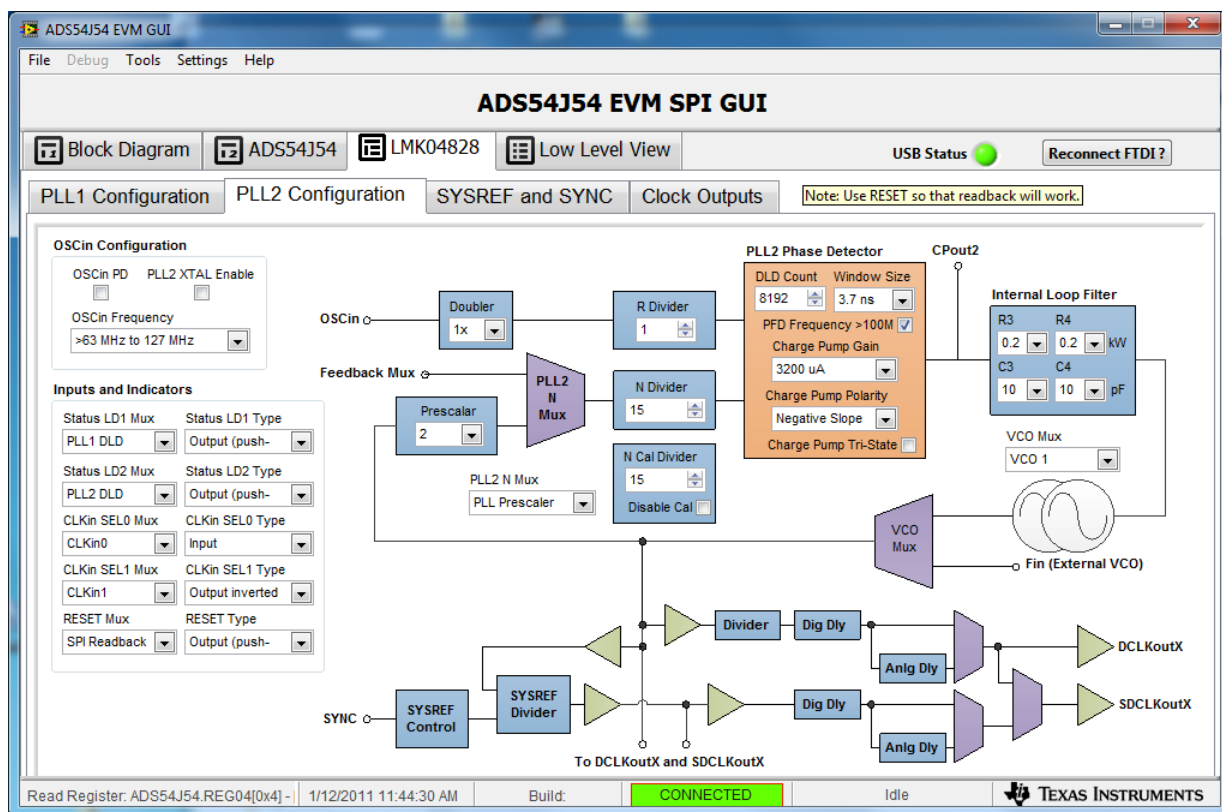 ADS54J54 EVM GUI
File Debug Tools Settings Help
ADS54J54 EVM SPI GUI
Block Diagram ADS54J54 LMK04828 Low Level View USB Status Reconnect FTDI ?
PLL1 Configuration PLL2 Configuration SYSREF and SYNC Clock Outputs Note: Use RESET so that readback will work.
OSCin Configuration
OSCin PD PLL2 XTAL Enable
OSCin Frequency
>63 MHz to 127 MHz
Inputs and Indicators
Status LD1 Mux Status LD1 Type
PLL1 DLD Output (push-
Status LD2 Mux Status LD2 Type
PLL2 DLD Output (push-
CLKin SEL0 Mux CLKin SEL0 Type
CLKin0 Input
CLKin SEL1 Mux CLKin SEL1 Type
CLKin1 Output inverted
RESET Mux RESET Type
SPI Readback Output (push-
OSCin
Doubler
1x
R Divider
1
Feedback Mux
PLL2
N
Mux
Prescalar
2
N Divider
15
N Cal Divider
15
Disable Cal
PLL2 N Mux
PLL Prescaler
PLL2 Phase Detector
DLD Count Window Size
8192 3.7 ns
PFD Frequency >100M
Charge Pump Gain
3200 uA
Charge Pump Polarity
Negative Slope
Charge Pump Tri-State
CPout2
Internal Loop Filter
R3 R4
0.2 0.2 kW
C3 C4
10 10 pF
VCO Mux
VCO 1
VCO
Mux
Fin (External VCO)
Divider Dig Dly
Anlg Dly
DCLKoutX
SYNC
SYSREF
Control
SYSREF
Divider
Dig Dly
Anlg Dly
SDCLKoutX
To DCLKoutX and SDCLKoutX
Read Register: ADS54J54.REG04[0x4] - 1/12/2011 11:44:30 AM Build: CONNECTED Idle TEXAS INSTRUMENTS